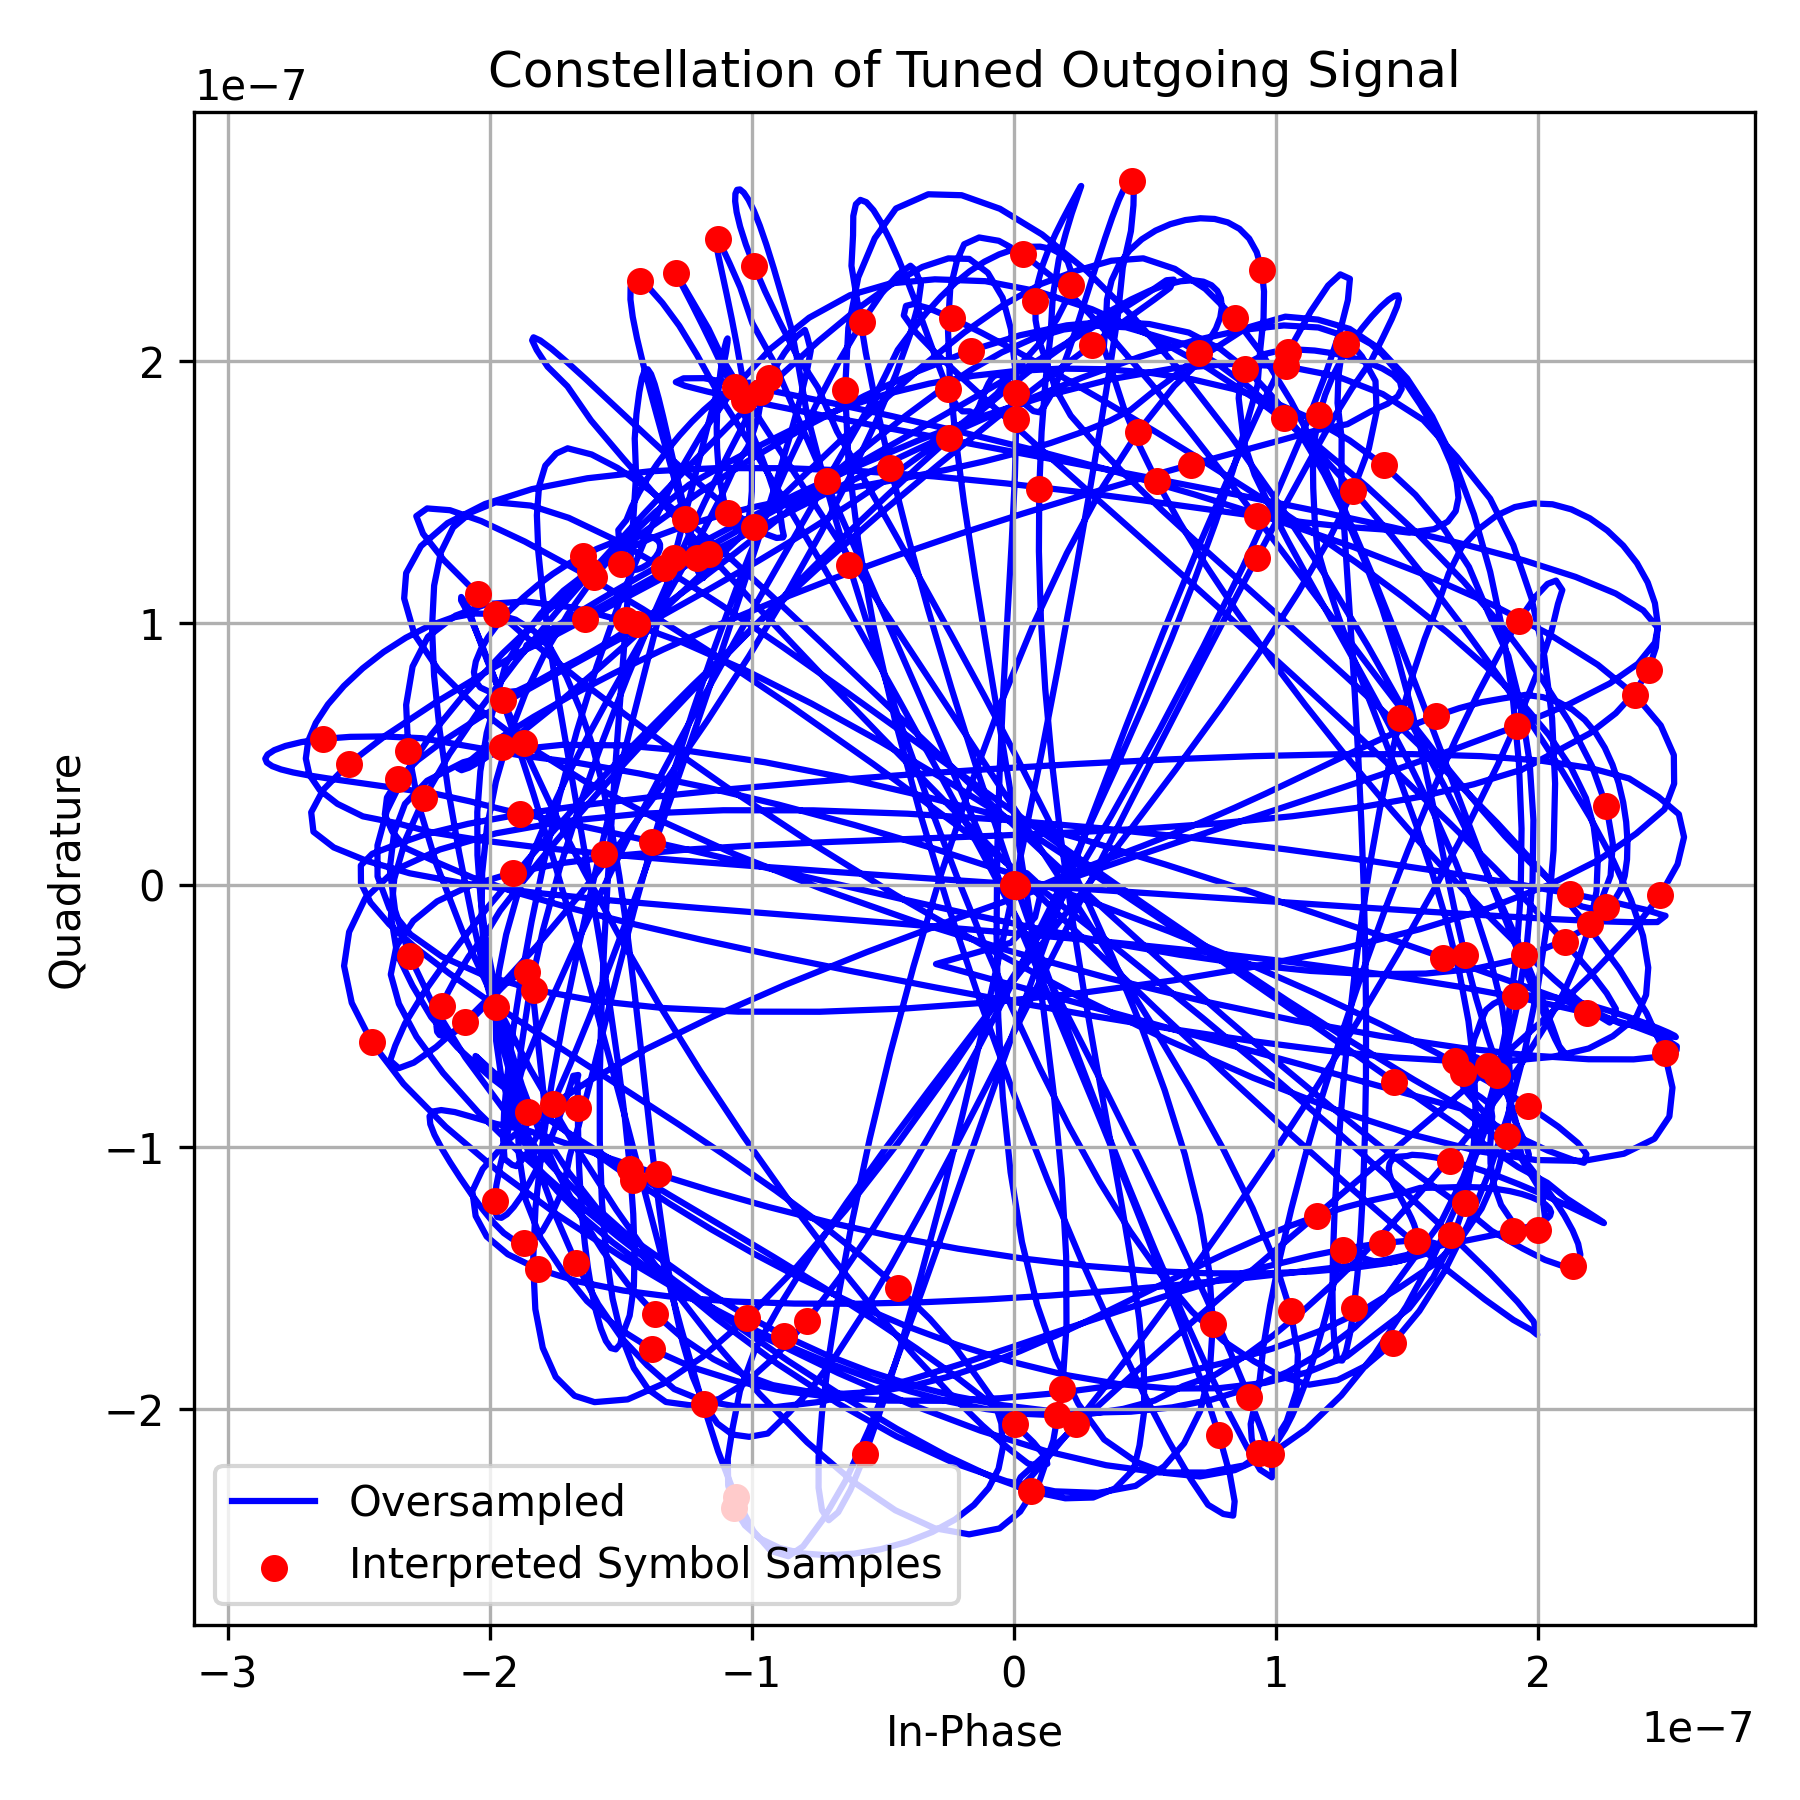 Constellation of Tuned Outgoing Signal
1e−7
2
1
0
−1
−2
Quadrature
Oversampled
Interpreted Symbol Samples
−3 −2 −1 0 1 2
In-Phase
1e−7